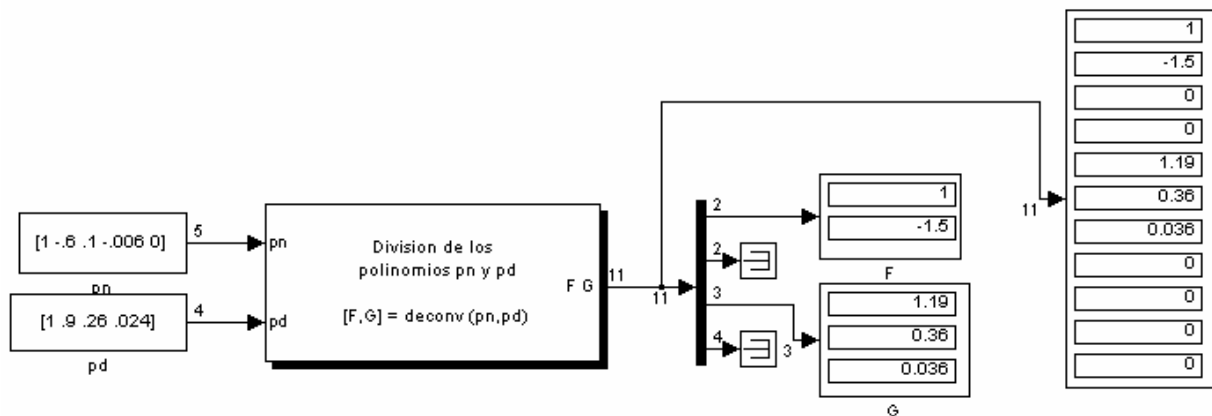 [1 -.6 .1 -.006 0]
pn
5
[1 .9 .26 .024]
pd
4
pn
pd
Division de los
polinomios pn y pd
[F,G] = deconv(pn,pd)
F G
11
11
2
2
3
4
1
-1.5
F
1.19
0.36
0.036
3
G
11
1
-1.5
0
0
1.19
0.36
0.036
0
0
0
0